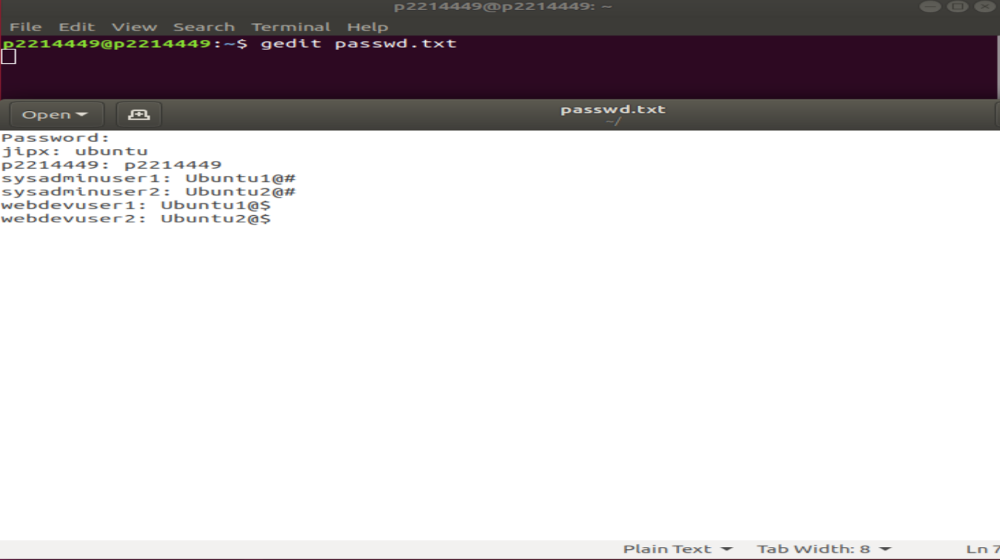 p2214449@p2214449: ~
File Edit View Search Terminal Help
p2214449@p2214449:~$ gedit passwd.txt
Open
passwd.txt
~/
Password:
jipx: ubuntu
p2214449: p2214449
sysadminuser1: Ubuntu1@#
sysadminuser2: Ubuntu2@#
webdevuser1: Ubuntu1@$
webdevuser2: Ubuntu2@$
Plain Text Tab Width: 8 Ln 7